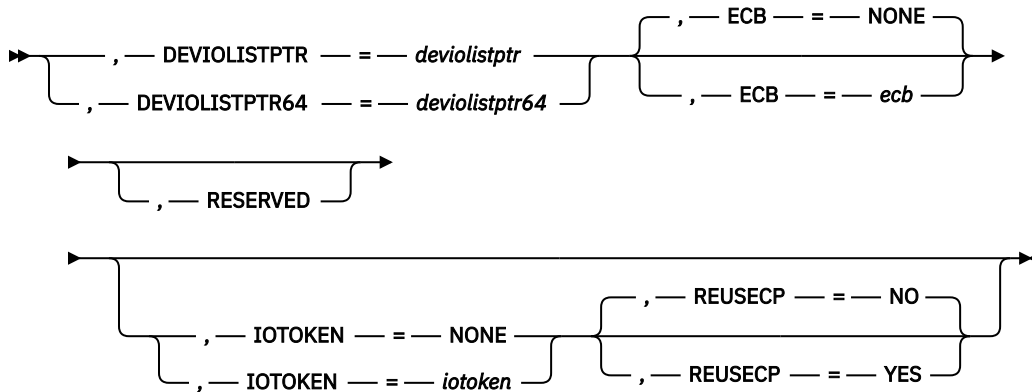 , ECB = NONE
, DEVIOLISTPTR = deviolistptr
, DEVIOLISTPTR64 = deviolistptr64
, ECB = ecb
, RESERVED
, REUSECP = NO
, IOTOKEN = NONE
, IOTOKEN = iotoken
, REUSECP = YES